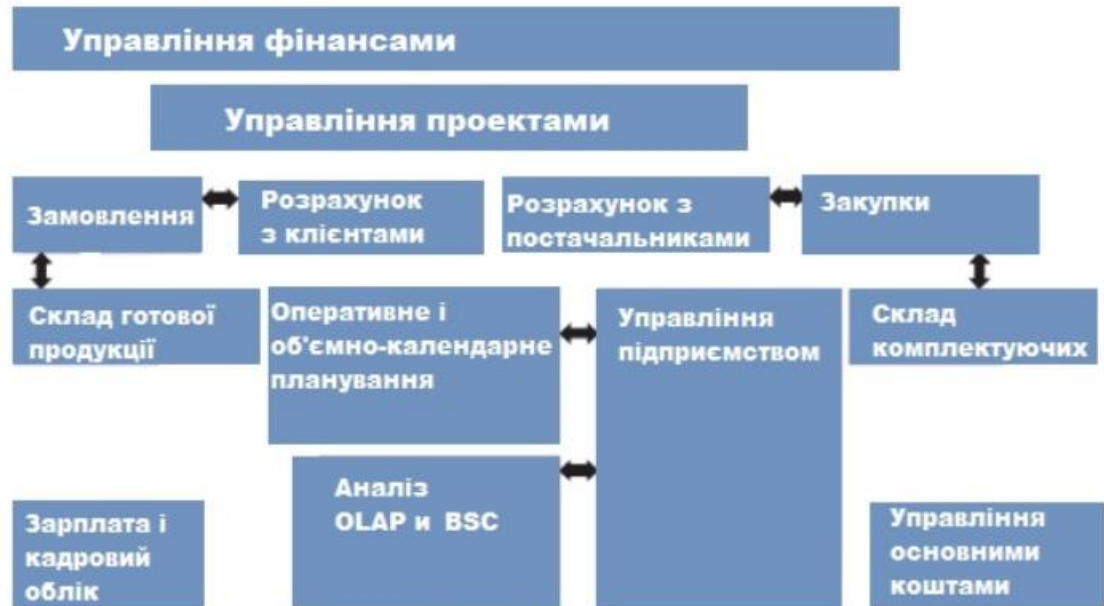 Управління фінансами
Управління проектами
Замовлення
Розрахунок
з клієнтами
Розрахунок з
постачальниками
Закупки
Склад готової
продукції
Оперативне і
об'ємно-календарне
планування
Управління
підприємством
Склад
комплектуючих
Зарплата і
кадровий
облік
Аналіз
OLAP и BSC
Управління
основними
коштами